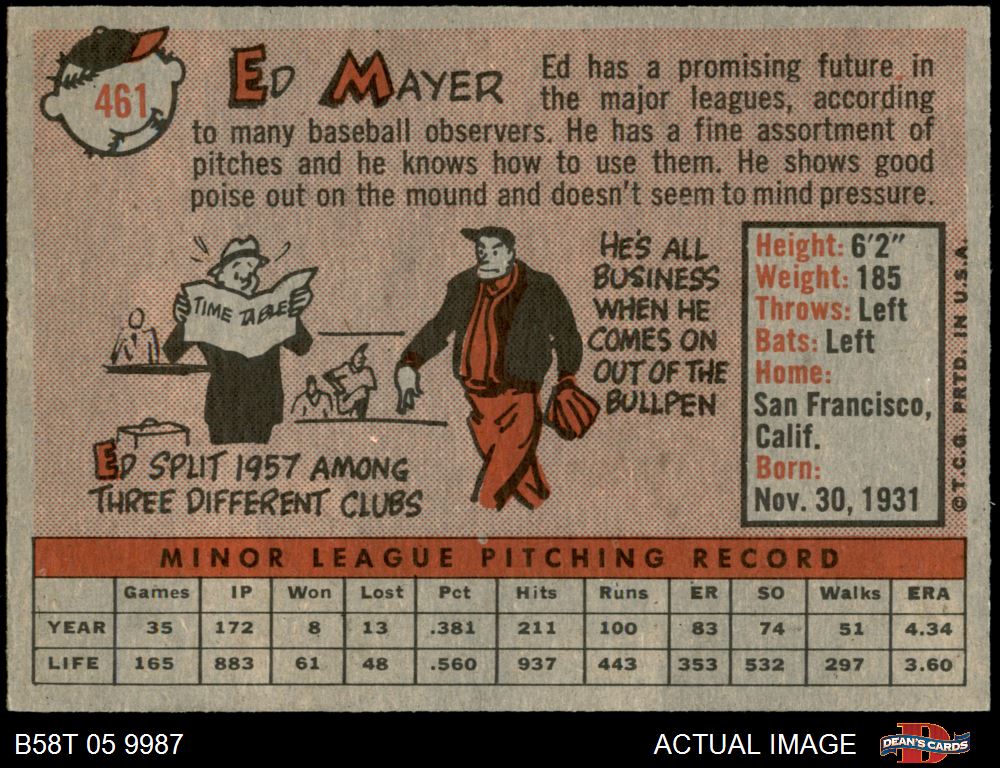 461
ED MAYER
Ed has a promising future in
the major leagues, according
to many baseball observers. He has a fine assortment of
pitches and he knows how to use them. He shows good
poise out on the mound and doesn't seem to mind pressure.
TIME TABLE
ED SPLIT 1957 AMONG
THREE DIFFERENT CLUBS
HE'S ALL
BUSINESS
WHEN HE
COMES ON
OUT OF THE
BULLPEN
Height: 6'2"
Weight: 185
Throws: Left
Bats: Left
Home:
San Francisco,
Calif.
Born:
Nov. 30, 1931
©T.C.G. PRTD. IN U.S.A.
MINOR LEAGUE PITCHING RECORD
Games IP Won Lost Pct Hits Runs ER SO Walks ERA
YEAR 35 172 8 13 .381 211 100 83 74 51 4.34
LIFE 165 883 61 48 .560 937 443 353 532 297 3.60
B58T 05 9987
ACTUAL IMAGE
DEAN'S CARDS